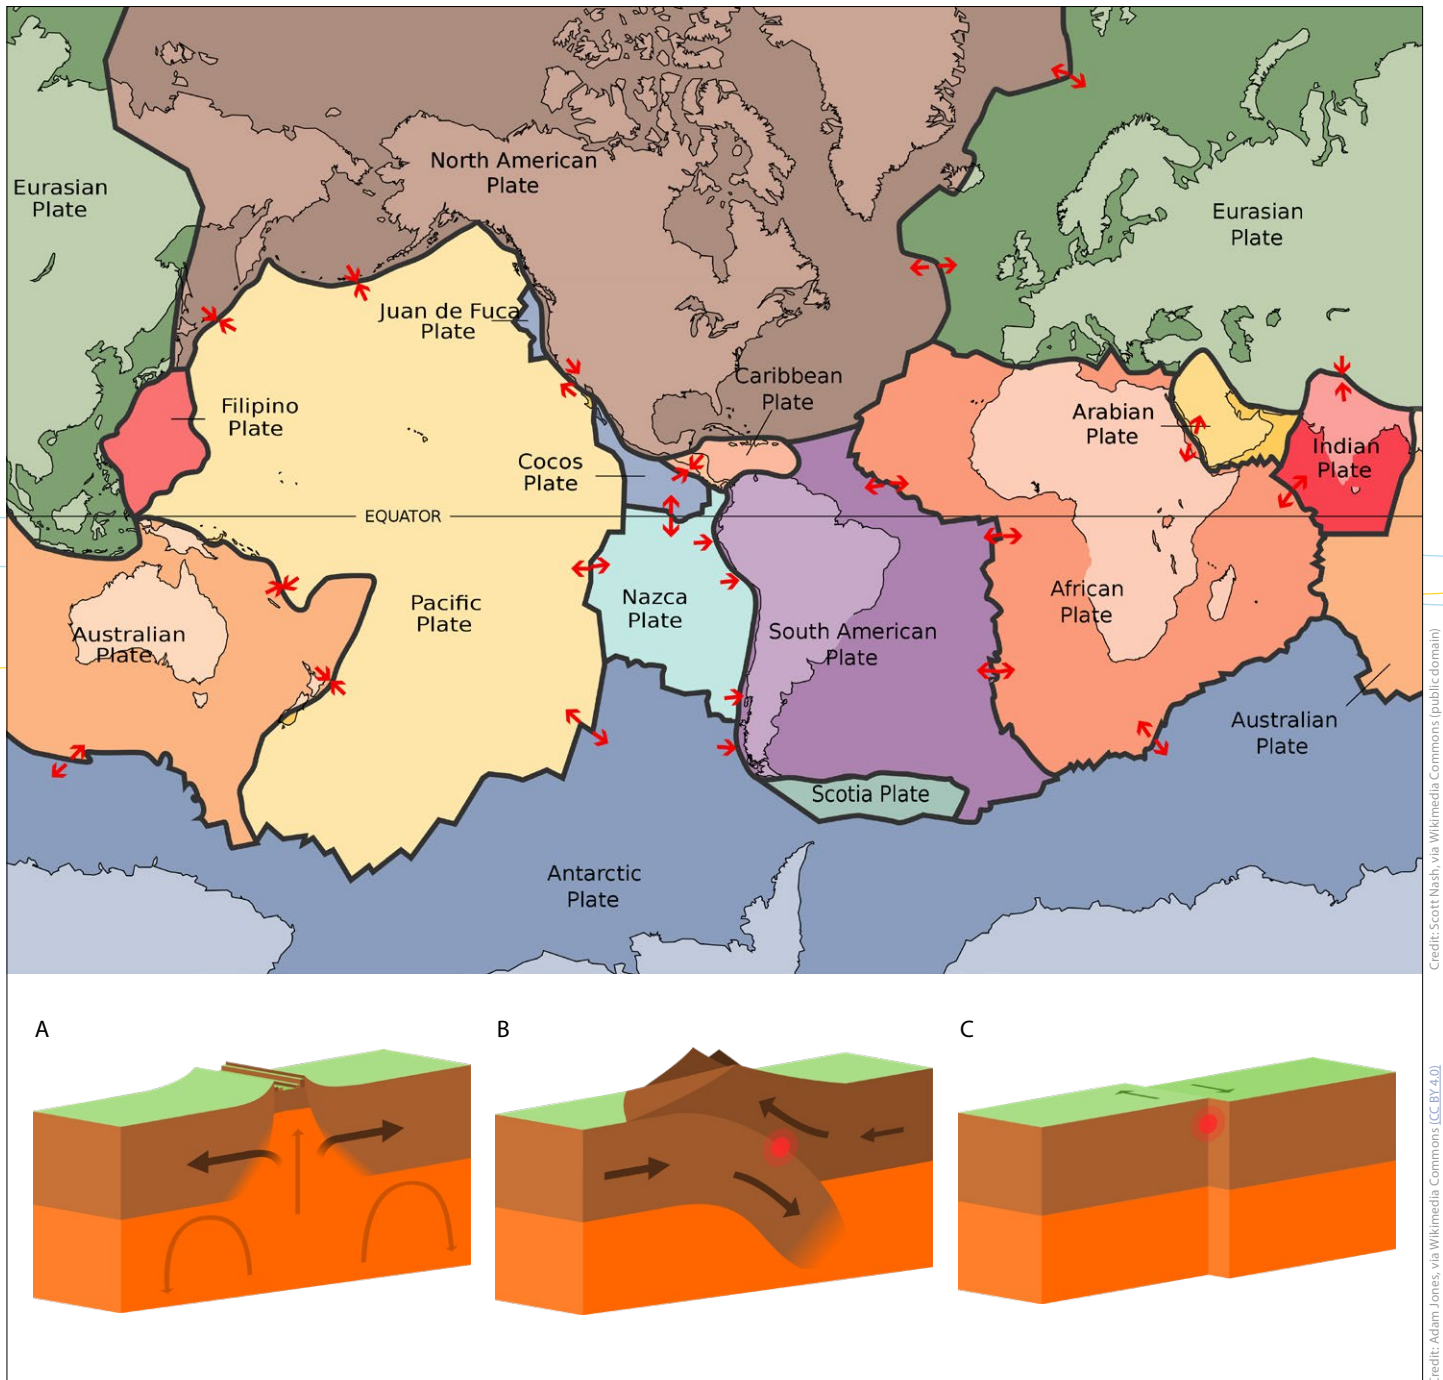 North American
Plate
Eurasian
Plate
Eurasian
Plate
Juan de Fuca
Plate
Caribbean
Plate
Filipino
Plate
Arabian
Plate
Indian
Plate
Cocos
Plate
EQUATOR
Nazca
Plate
Pacific
Plate
African
Plate
South American
Plate
Australian
Plate
Australian
Plate
Scotia Plate
Antarctic
Plate
Credit: Scott Nash, via Wikimedia Commons (public domain)
A
B
C
Credit: Adam Jones, via Wikimedia Commons (CC BY 4.0)